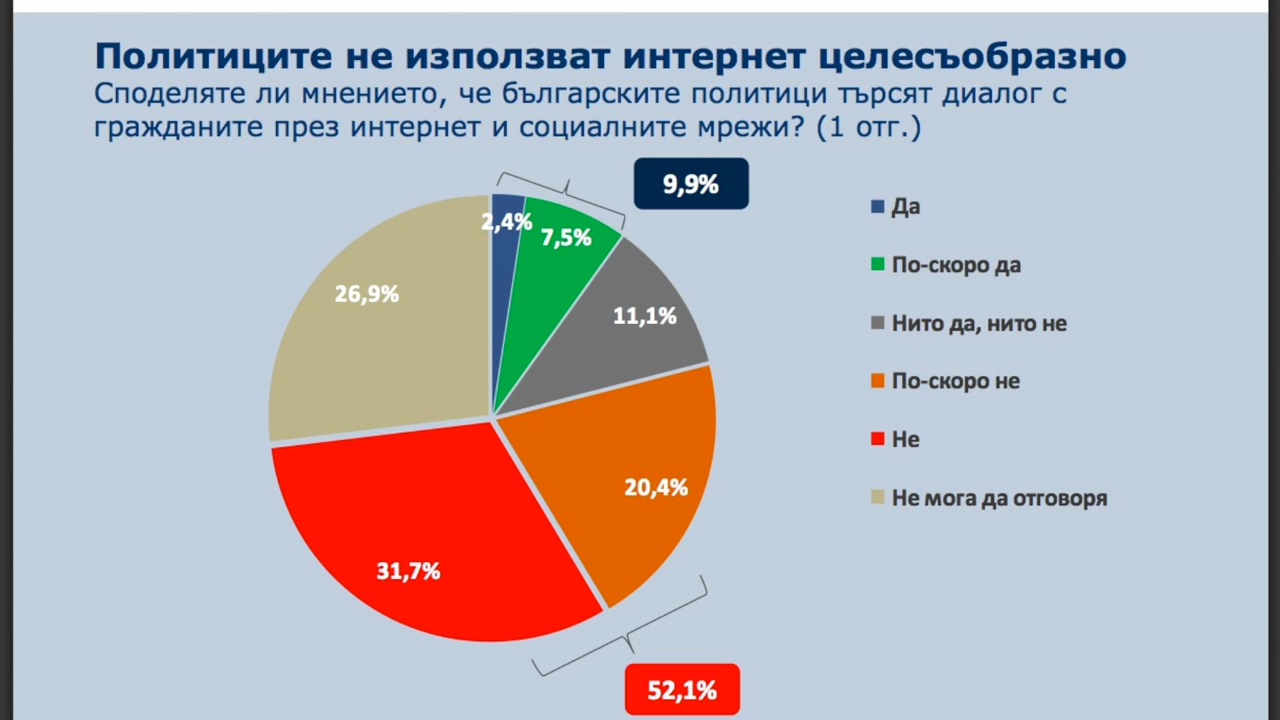 Политиците не използват интернет целесъобразно
Споделяте ли мнението, че българските политици търсят диалог с
гражданите през интернет и социалните мрежи? (1 отг.)
9,9%
2,4%
7,5%
11,1%
26,9%
20,4%
31,7%
52,1%
Да
По-скоро да
Нито да, нито не
По-скоро не
Не
Не мога да отговоря